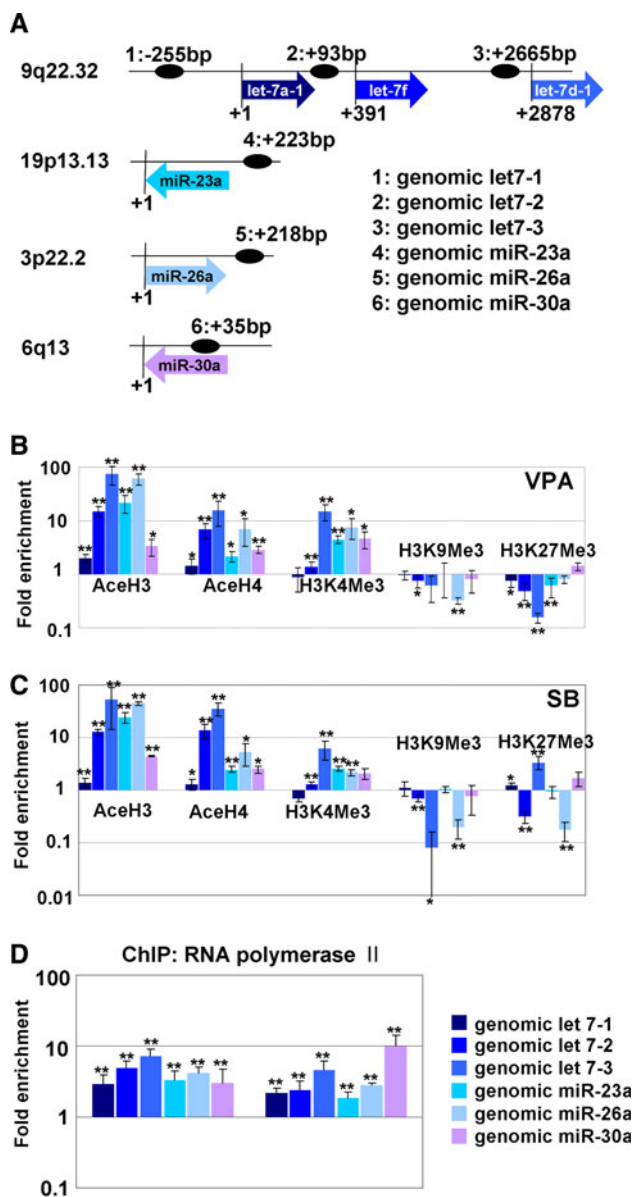 A
1:-255bp 2:+93bp 3:+2665bp
9q22.32
let-7a-1 let-7f let-7d-1
+1 +391 +2878
19p13.13
4:+223bp
miR-23a
+1
3p22.2
5:+218bp
miR-26a
+1
6q13
6:+35bp
miR-30a
+1
1: genomic let7-1
2: genomic let7-2
3: genomic let7-3
4: genomic miR-23a
5: genomic miR-26a
6: genomic miR-30a
B
VPA
Fold enrichment
100
10
1
0.1
** ** ** ** ** *
AceH3
* ** ** * * **
AceH4
** ** ** * *
H3K4Me3
H3K9Me3
* **
H3K27Me3
* ** ** **
C
SB
Fold enrichment
100
10
1
0.1
0.01
** ** ** ** ** **
AceH3
* ** ** * * *
AceH4
** ** ** **
H3K4Me3
H3K9Me3
** * **
H3K27Me3
* ** ** **
D
ChIP: RNA polymerase II
Fold enrichment
100
10
1
0.1
** ** ** ** ** **
** ** ** ** ** **
genomic let 7-1
genomic let 7-2
genomic let 7-3
genomic miR-23a
genomic miR-26a
genomic miR-30a